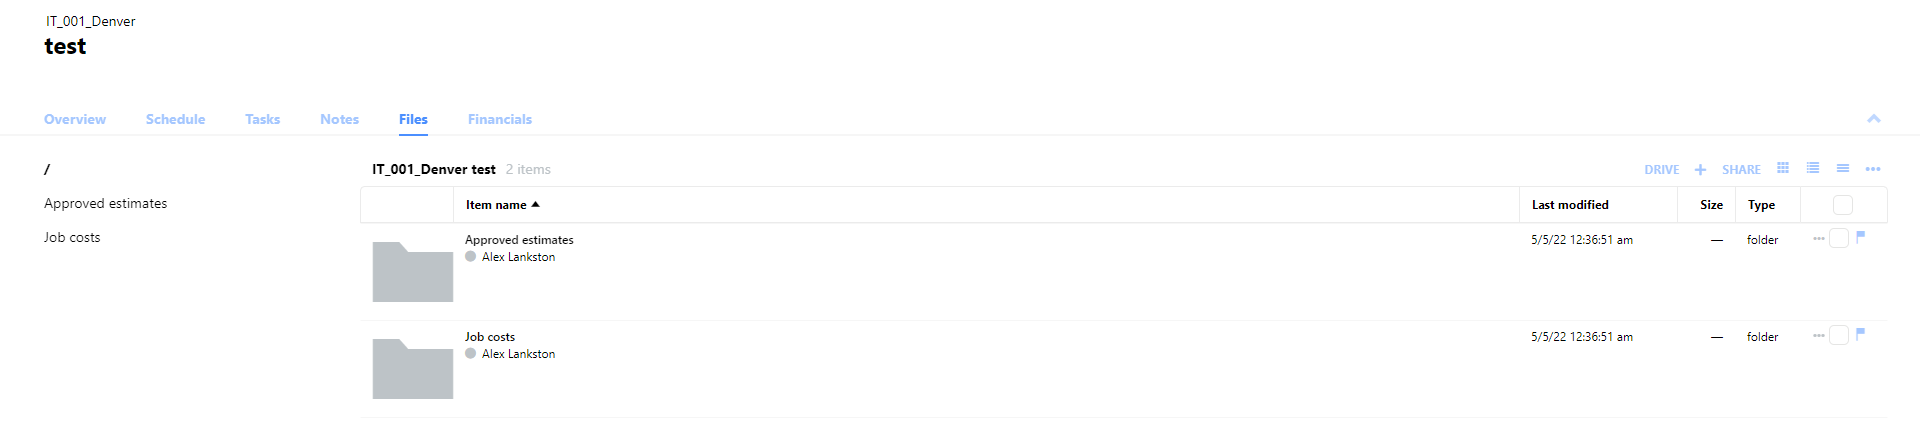 IT_001_Denver
test
Overview Schedule Tasks Notes Files Financials
/
Approved estimates
Job costs
IT_001_Denver test 2 items DRIVE + SHARE
Item name Last modified Size Type
Approved estimates 5/5/22 12:36:51 am — folder
Alex Lankston
Job costs 5/5/22 12:36:51 am — folder
Alex Lankston